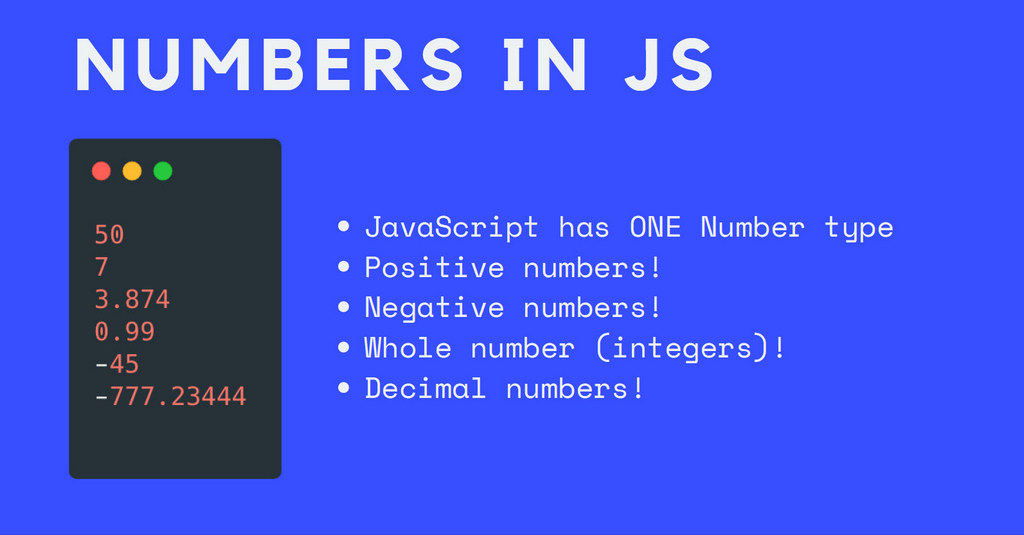 NUMBERS IN JS
50
7
3.874
0.99
-45
-777.23444
• JavaScript has ONE Number type
• Positive numbers!
• Negative numbers!
• Whole number (integers)!
• Decimal numbers!